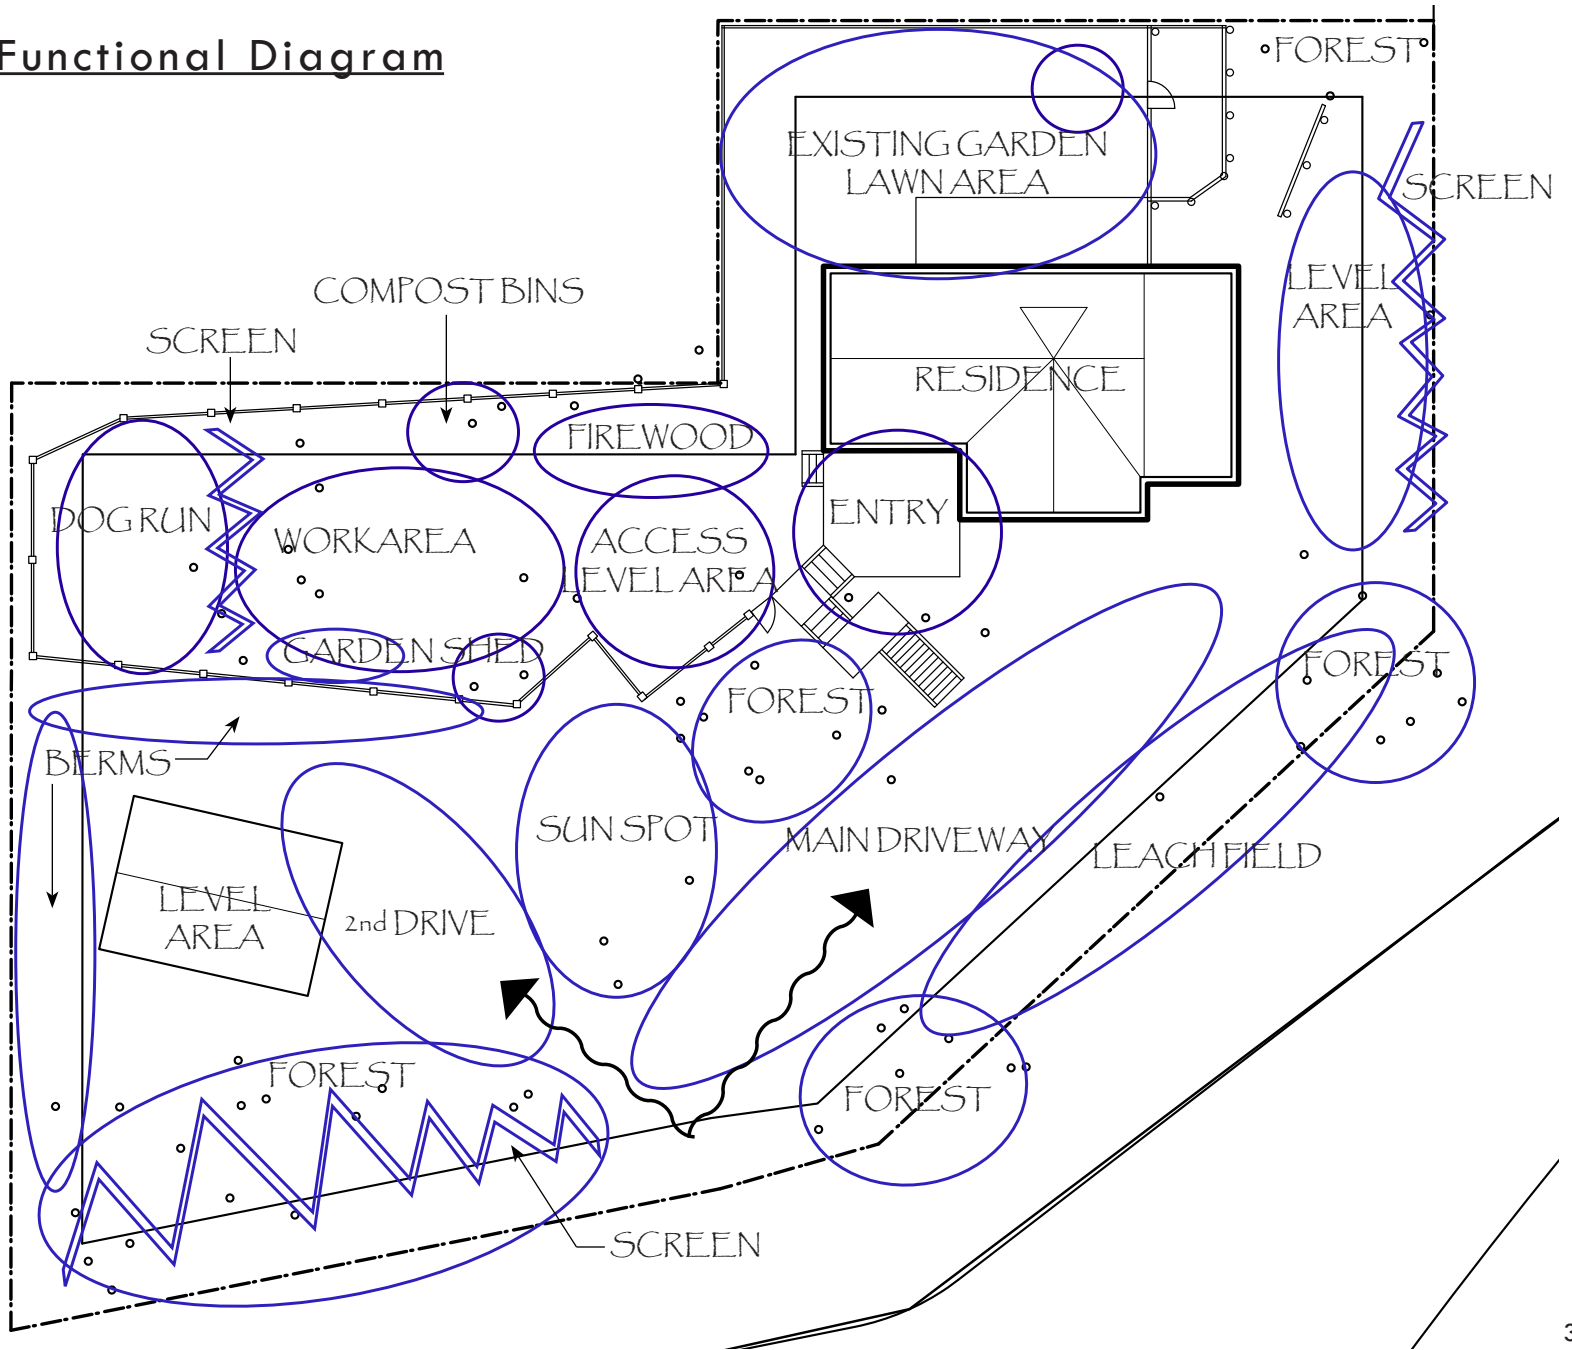 Functional Diagram
FOREST
EXISTING GARDEN
LAWN AREA
SCREEN
LEVEL
AREA
COMPOST BINS
SCREEN
RESIDENCE
FIREWOOD
DOG RUN
WORKAREA
ACCESS
LEVEL AREA
ENTRY
GARDEN SHED
FOREST
FOREST
BERMS
SUN SPOT
MAIN DRIVEWAY
LEACH FIELD
LEVEL
AREA
2nd DRIVE
FOREST
FOREST
SCREEN
3